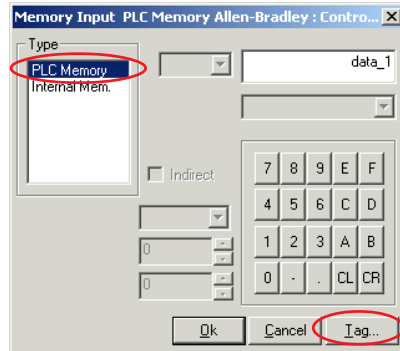 Memory Input PLC Memory Allen-Bradley : Contro...
Type
PLC Memory
Internal Mem.
data_1
Indirect
7 8 9 E F
4 5 6 C D
1 2 3 A B
0 - . CL CR
0
0
Ok Cancel Tag...